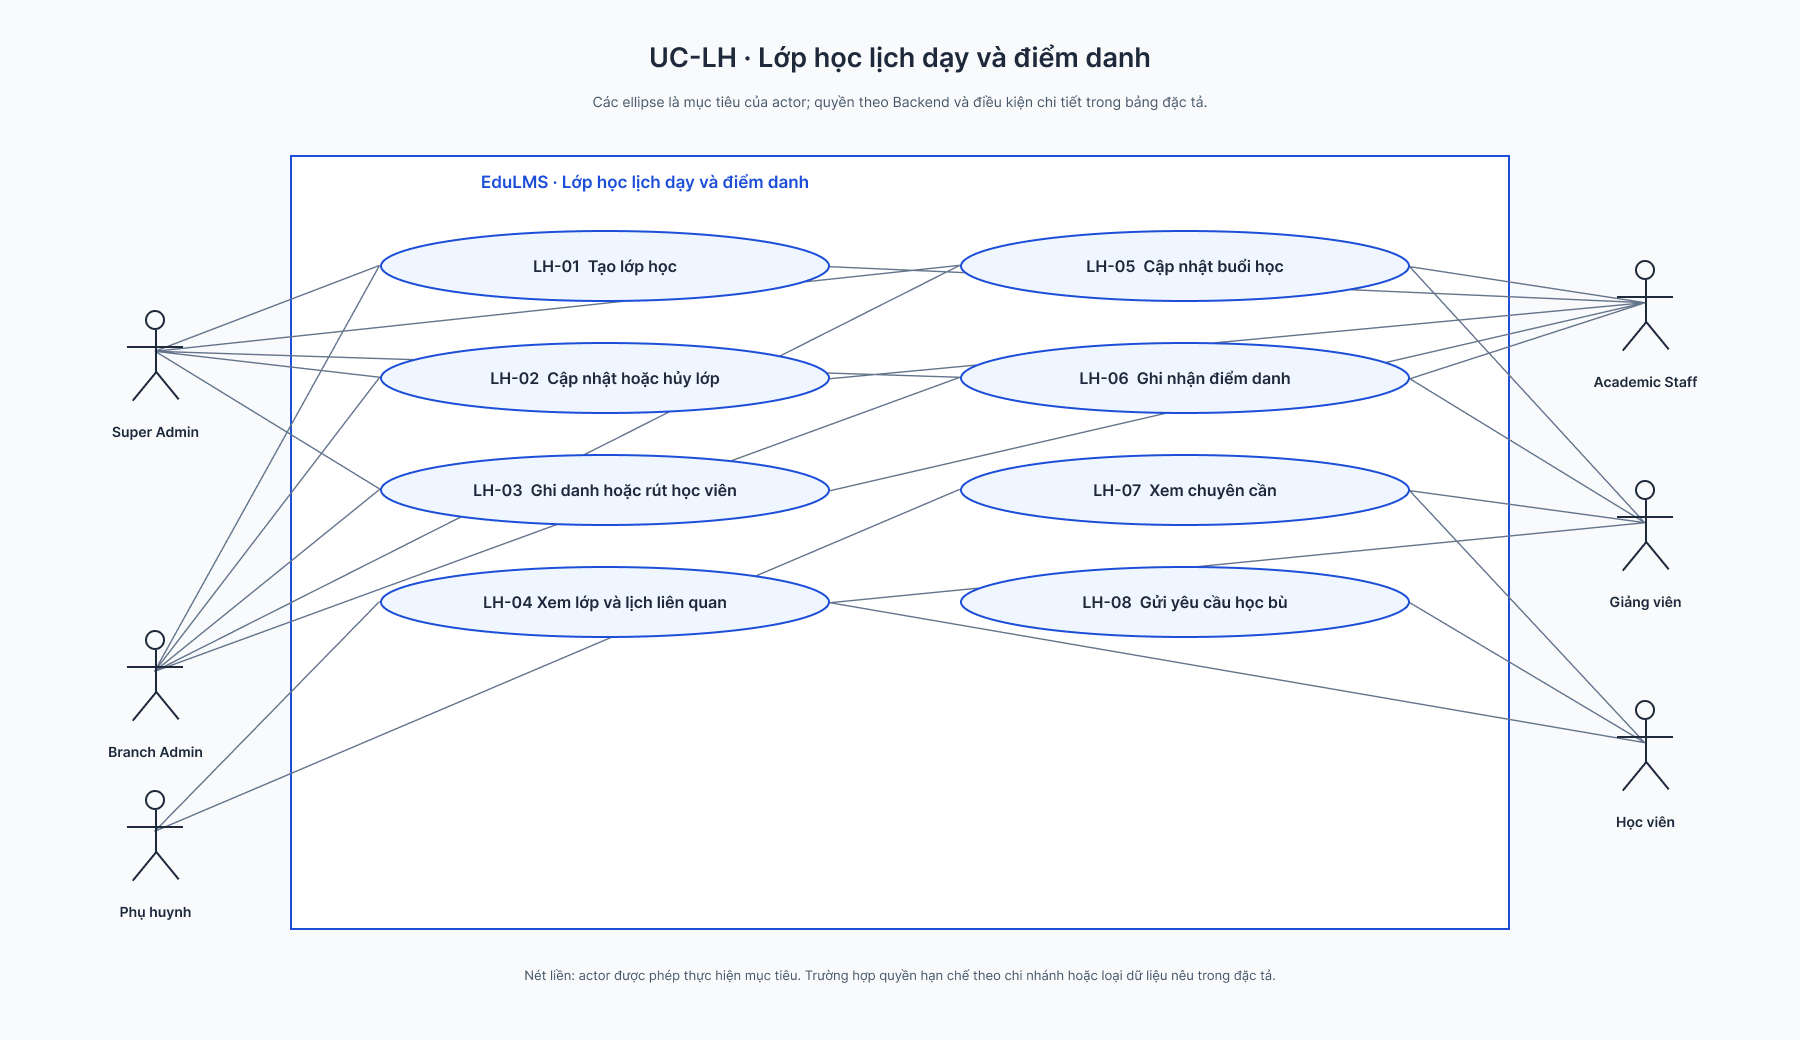 UC-LH · Lớp học lịch dạy và điểm danh
Các ellipse là mục tiêu của actor; quyền theo Backend và điều kiện chi tiết trong bảng đặc tả.
EduLMS · Lớp học lịch dạy và điểm danh
LH-01 Tạo lớp học
LH-05 Cập nhật buổi học
LH-02 Cập nhật hoặc hủy lớp
LH-06 Ghi nhận điểm danh
Academic Staff
Super Admin
LH-03 Ghi danh hoặc rút học viên
LH-07 Xem chuyên cần
LH-04 Xem lớp và lịch liên quan
LH-08 Gửi yêu cầu học bù
Giảng viên
Branch Admin
Học viên
Phụ huynh
Nét liền: actor được phép thực hiện mục tiêu. Trường hợp quyền hạn chế theo chi nhánh hoặc loại dữ liệu nêu trong đặc tả.